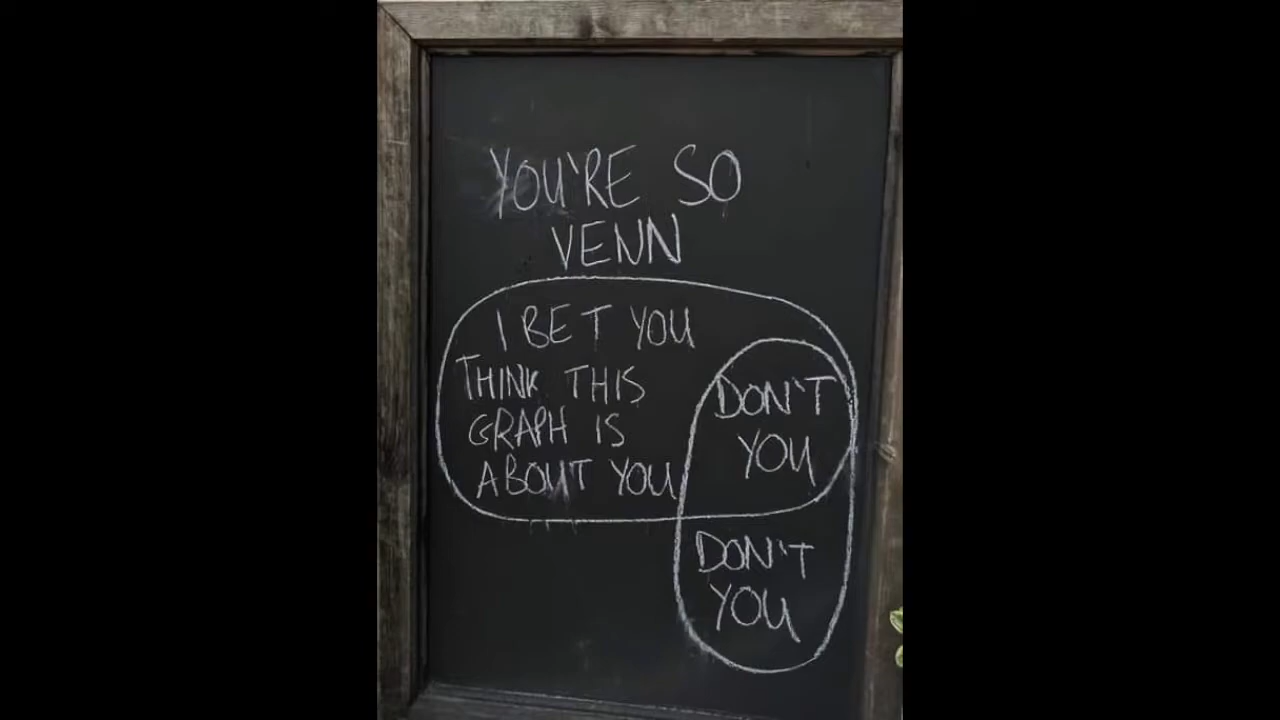 YOU'RE SO
VENN
I BET YOU
THINK THIS
GRAPH IS
ABOUT YOU
DON'T
YOU
DON'T
YOU